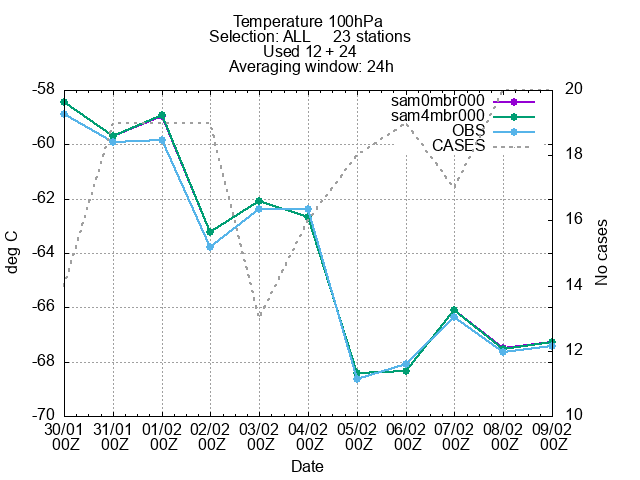 Temperature 100hPa
Selection: ALL 23 stations
Used 12 + 24
Averaging window: 24h
-58
-60
-62
-64
-66
-68
-70
deg C
20
18
16
14
12
10
No cases
sam0mbr000
sam4mbr000
OBS
CASES
30/01 31/01 01/02 02/02 03/02 04/02 05/02 06/02 07/02 08/02 09/02
00Z 00Z 00Z 00Z 00Z 00Z 00Z 00Z 00Z 00Z 00Z
Date